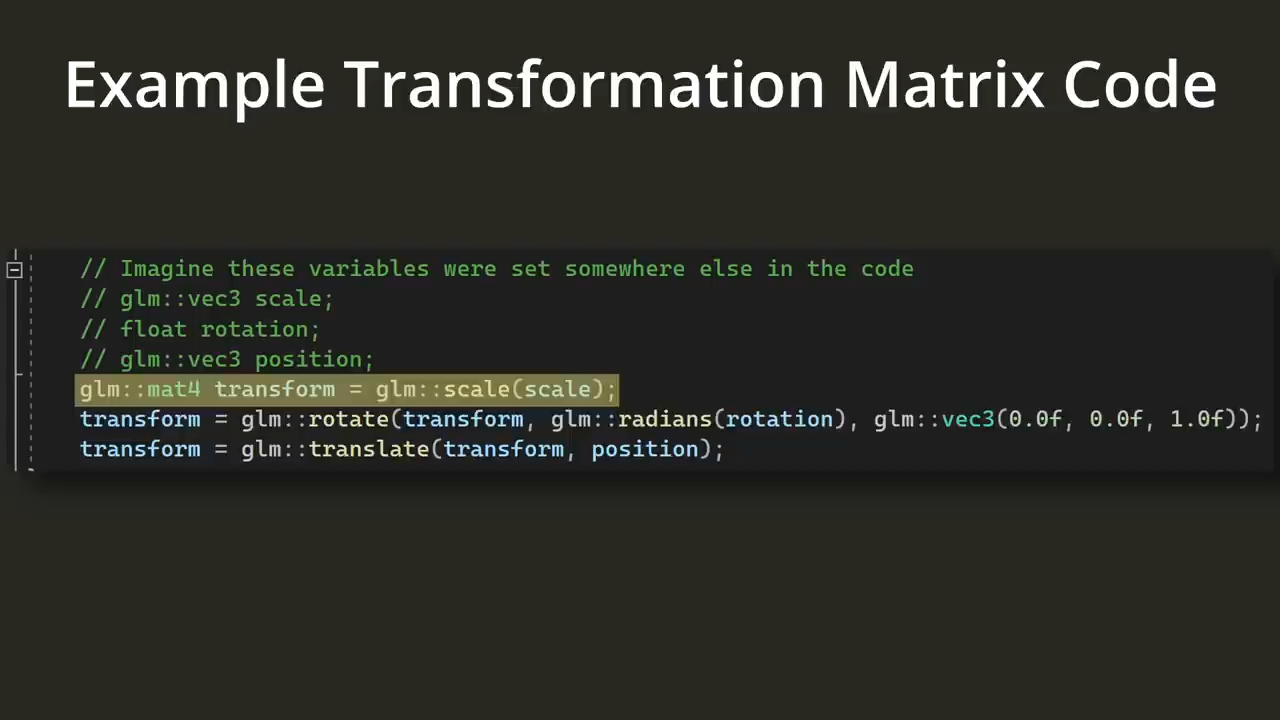 Example Transformation Matrix Code
// Imagine these variables were set somewhere else in the code
// glm::vec3 scale;
// float rotation;
// glm::vec3 position;
glm::mat4 transform = glm::scale(scale);
transform = glm::rotate(transform, glm::radians(rotation), glm::vec3(0.0f, 0.0f, 1.0f));
transform = glm::translate(transform, position);